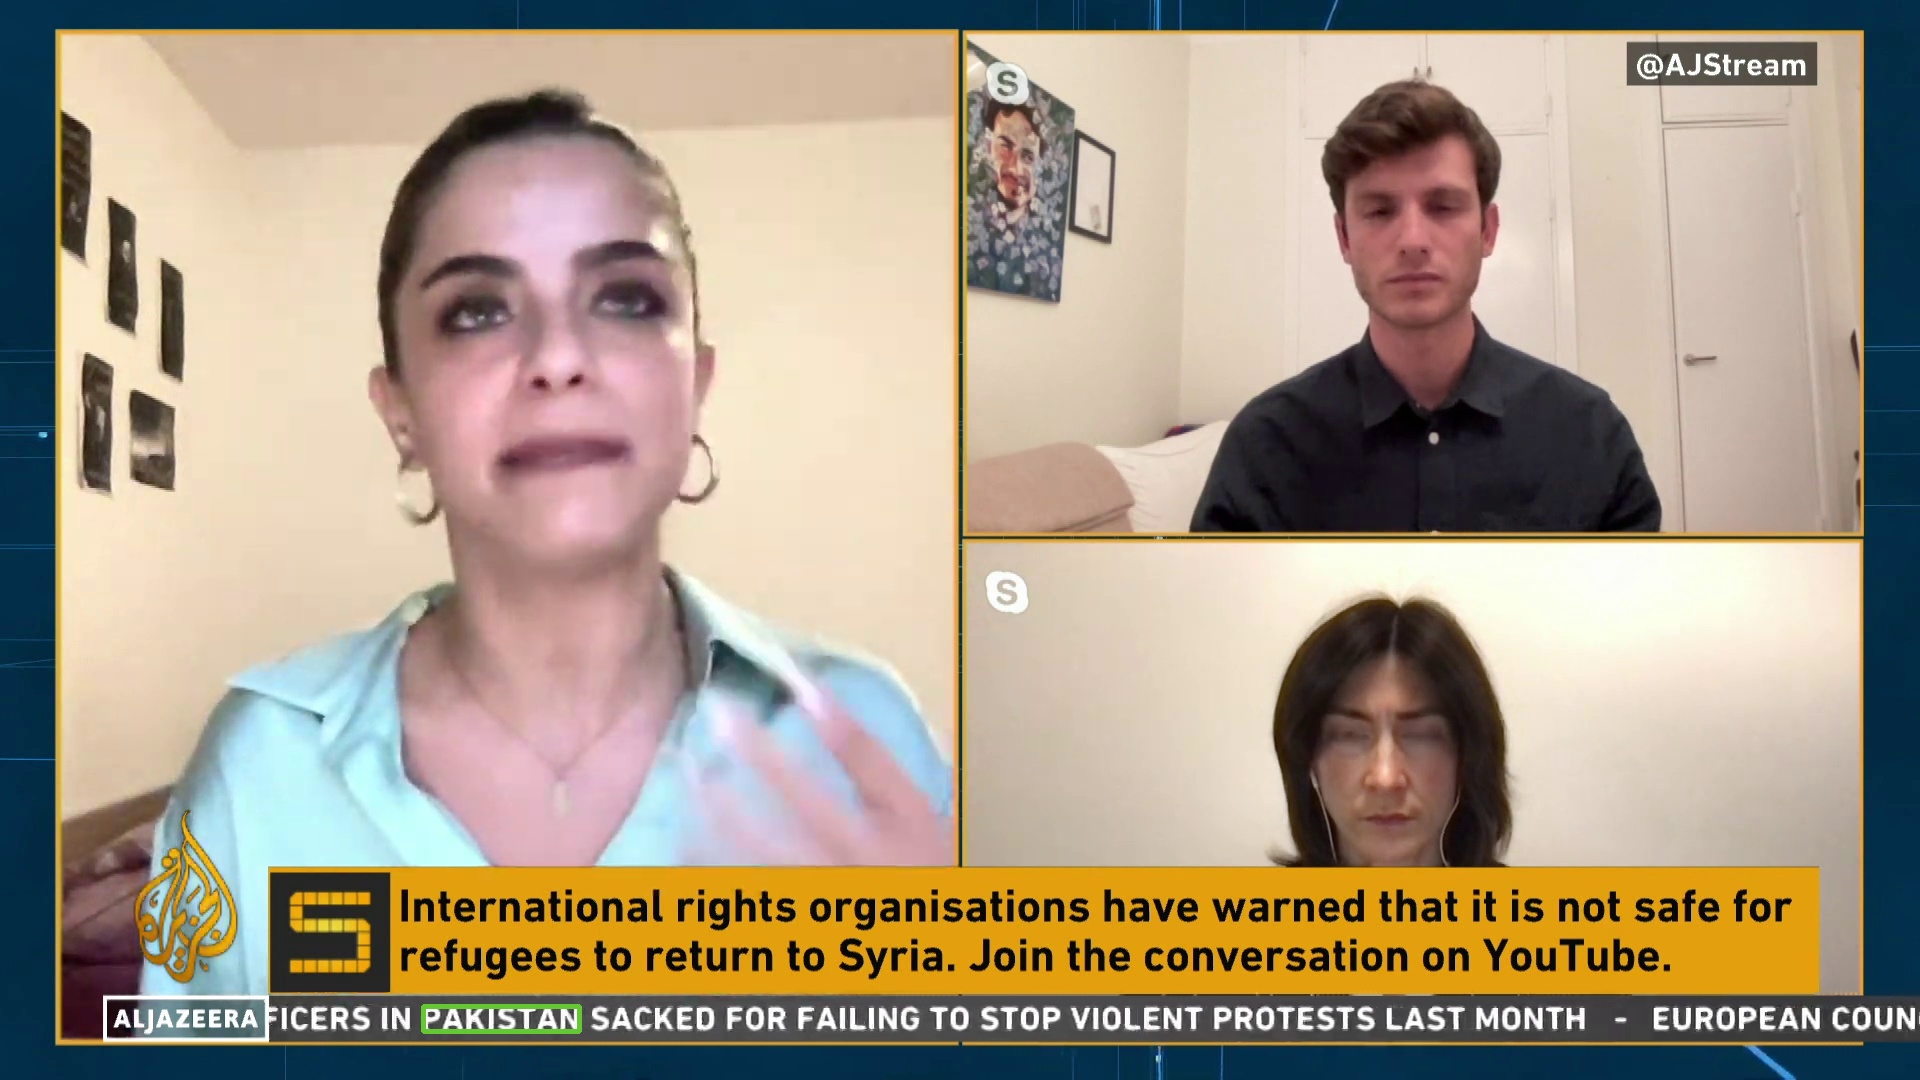 @AJStream
S
S
International rights organisations have warned that it is not safe for
refugees to return to Syria. Join the conversation on YouTube.
الجزيرة
ALJAZEERA
FICERS IN PAKISTAN SACKED FOR FAILING TO STOP VIOLENT PROTESTS LAST MONTH - EUROPEAN COUN